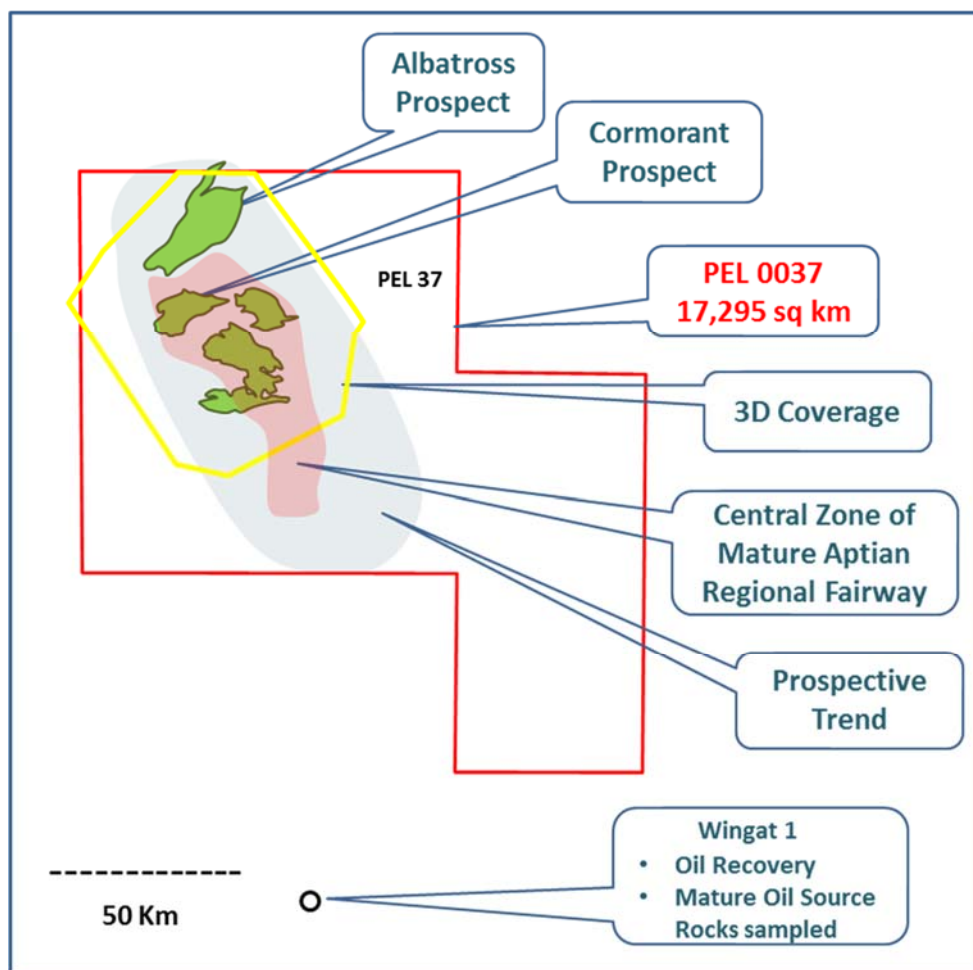 Albatross
Prospect
Cormorant
Prospect
PEL 37
PEL 0037
17,295 sq km
3D Coverage
Central Zone of
Mature Aptian
Regional Fairway
Prospective
Trend
Wingat 1
• Oil Recovery
• Mature Oil Source
Rocks sampled
50 Km